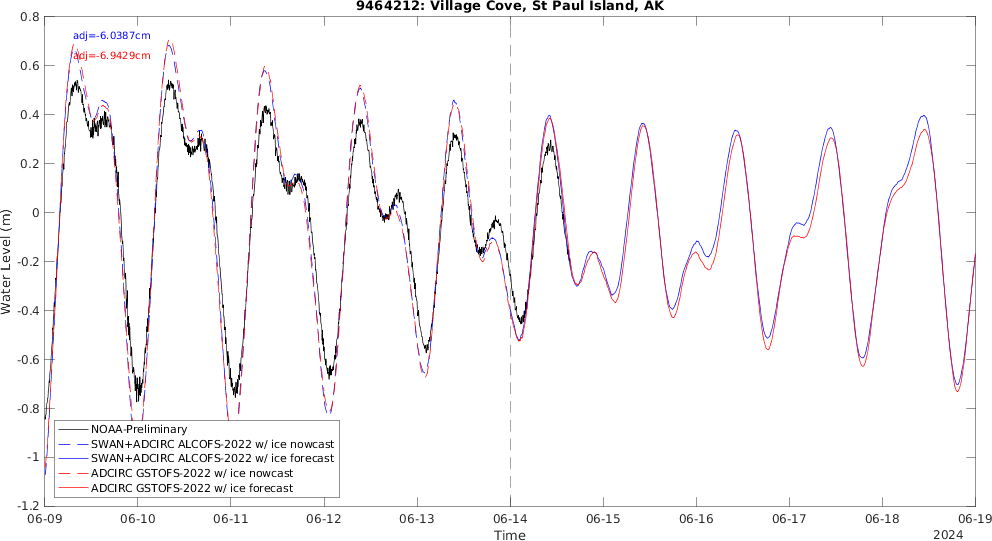 9464212: Village Cove, St Paul Island, AK
adj=-6.0387cm
adj=-6.9429cm
Water Level (m)
0.8
0.6
0.4
0.2
0
-0.2
-0.4
-0.6
-0.8
-1
-1.2
NOAA-Preliminary
SWAN+ADCIRC ALCOFS-2022 w/ ice nowcast
SWAN+ADCIRC ALCOFS-2022 w/ ice forecast
ADCIRC GSTOFS-2022 w/ ice nowcast
ADCIRC GSTOFS-2022 w/ ice forecast
06-09 06-10 06-11 06-12 06-13 06-14 06-15 06-16 06-17 06-18 06-19
Time
2024